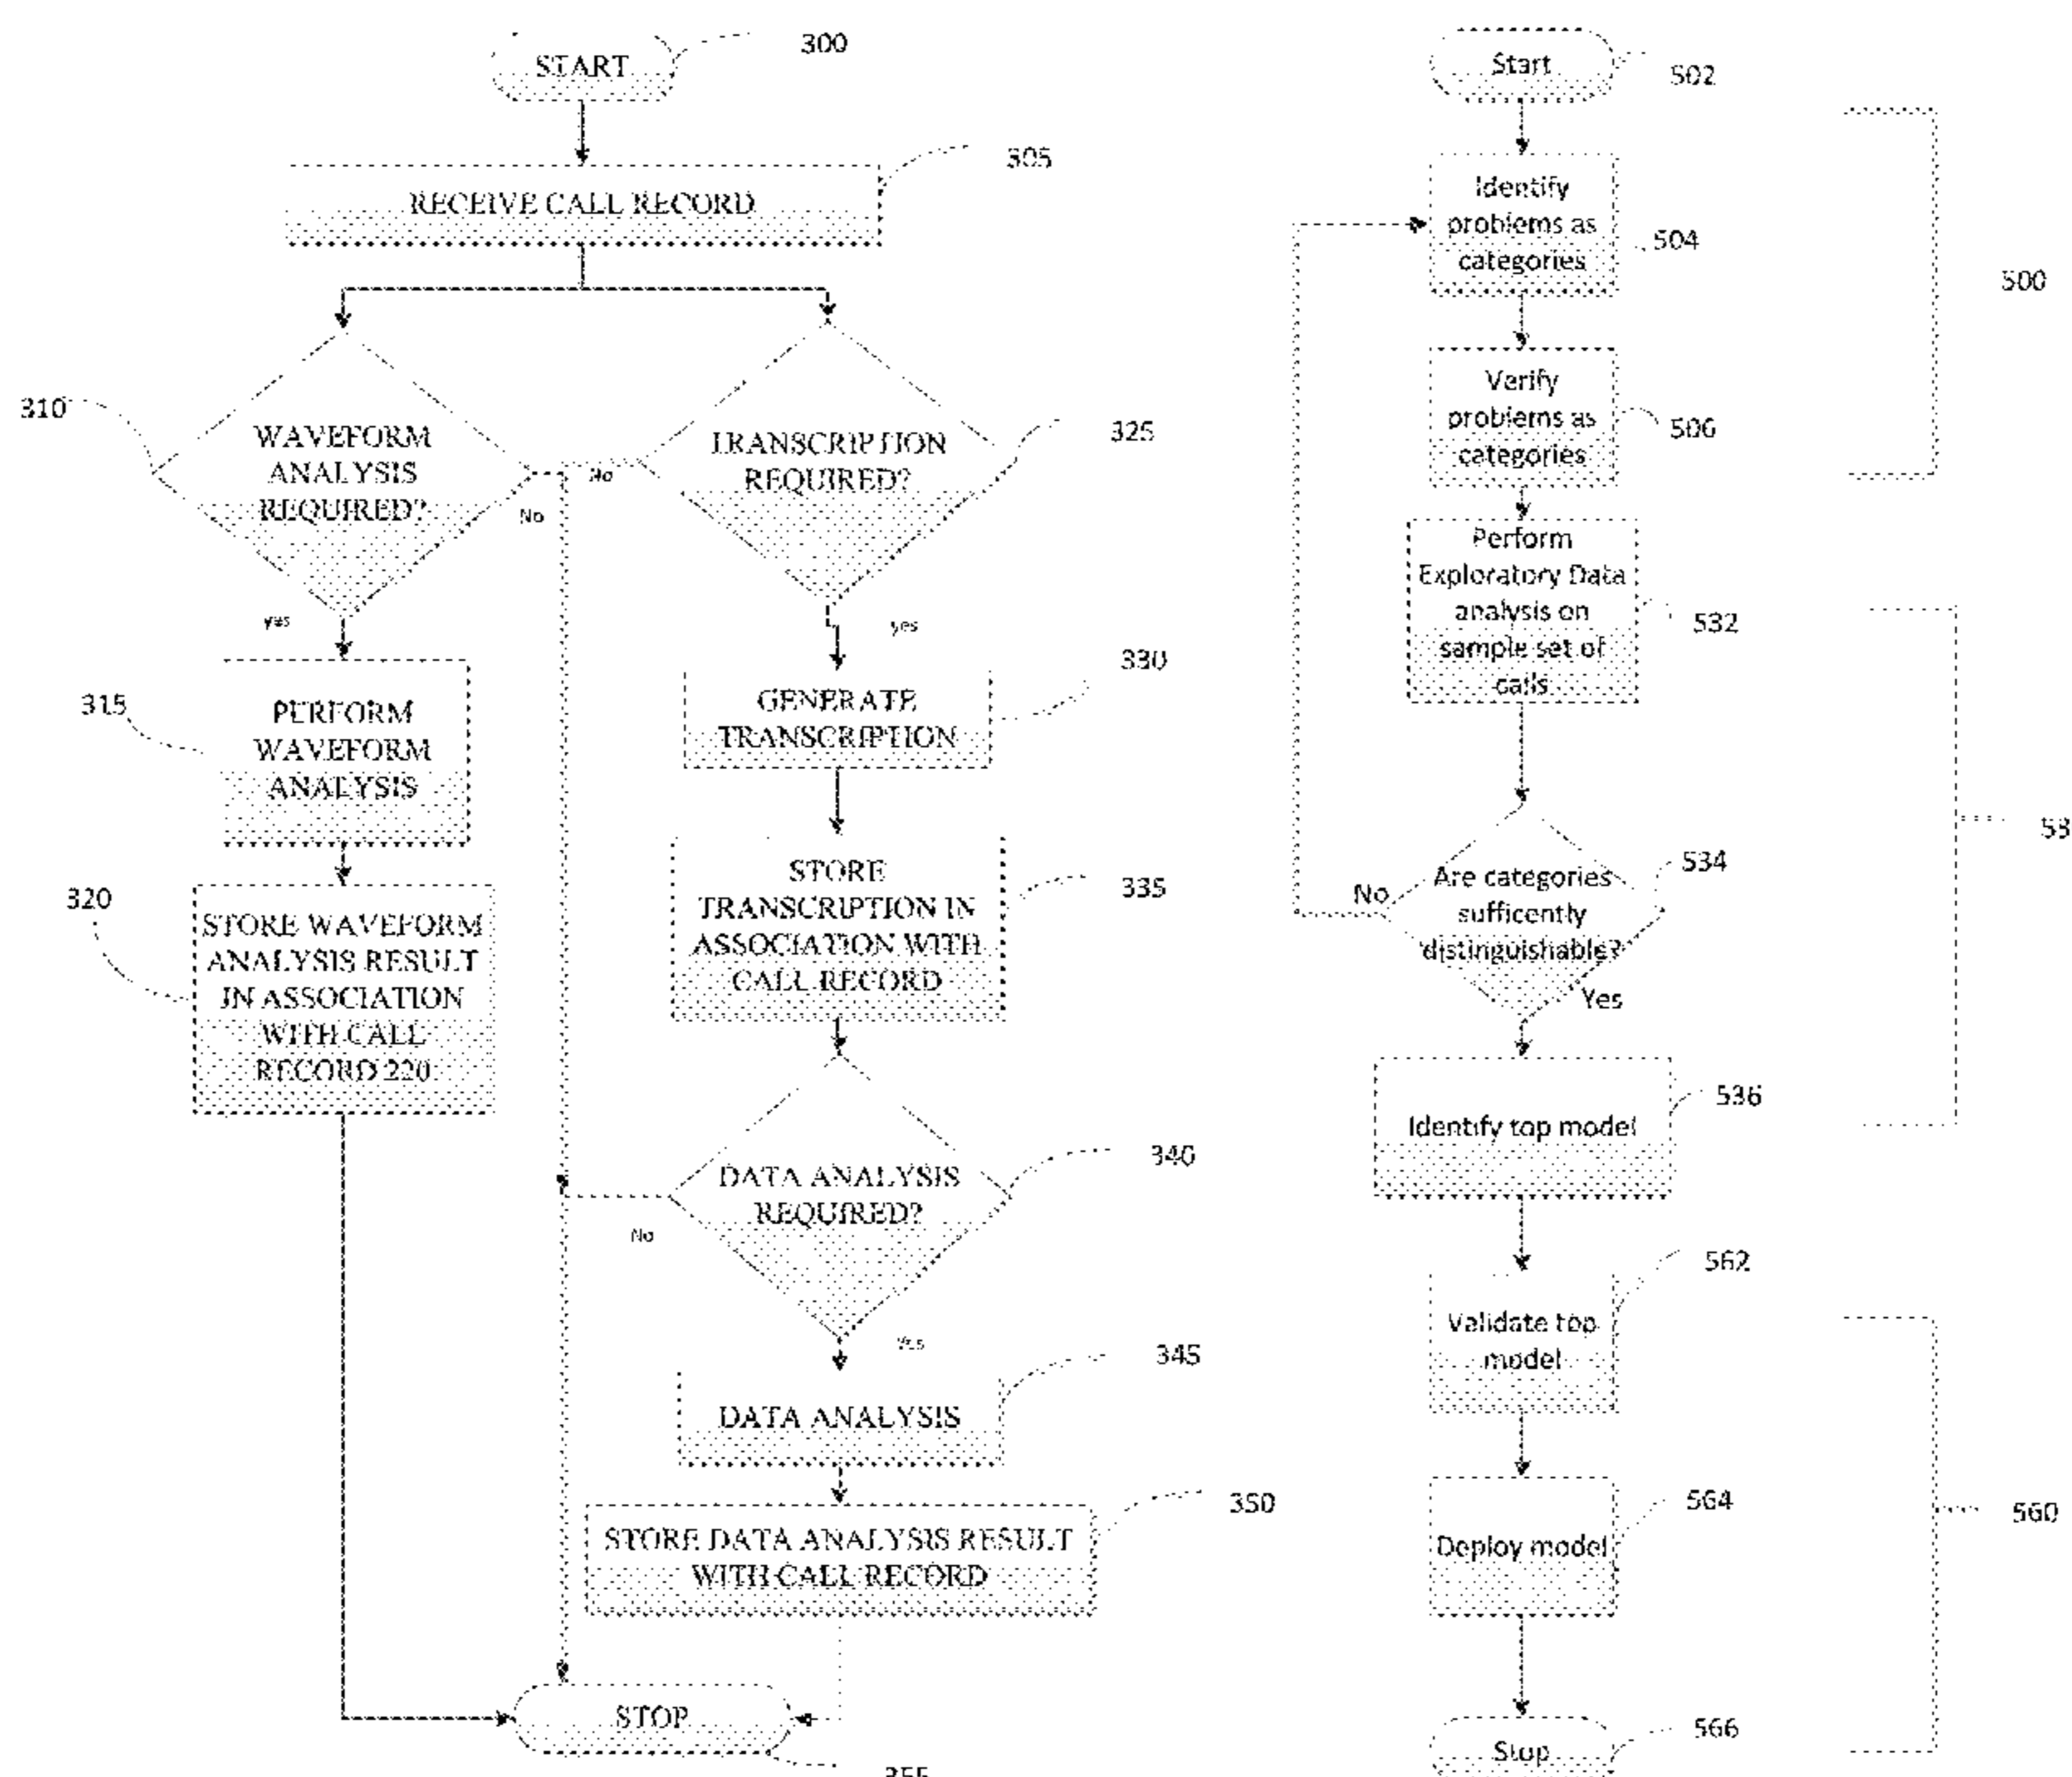 START
300
RECEIVE CALL RECORD
305
310
WAVEFORM
ANALYSIS
REQUIRED?
No
yes
TRANSCRIPTION
REQUIRED?
325
No
yes
315
PERFORM
WAVEFORM
ANALYSIS
GENERATE
TRANSCRIPTION
330
320
STORE WAVEFORM
ANALYSIS RESULT
IN ASSOCIATION
WITH CALL
RECORD 220
STORE
TRANSCRIPTION IN
ASSOCIATION WITH
CALL RECORD
335
DATA ANALYSIS
REQUIRED?
340
No
Yes
DATA ANALYSIS
345
STORE DATA ANALYSIS RESULT
WITH CALL RECORD
350
STOP
355
Start
502
Identify
problems as
categories
504
500
Verify
problems as
categories
506
Perform
Exploratory Data
analysis on
sample set of
calls
532
53
Are categories
sufficently
distinguishable?
534
No
Yes
Identify top model
536
Validate top
model
562
Deploy model
564
560
Stop
566